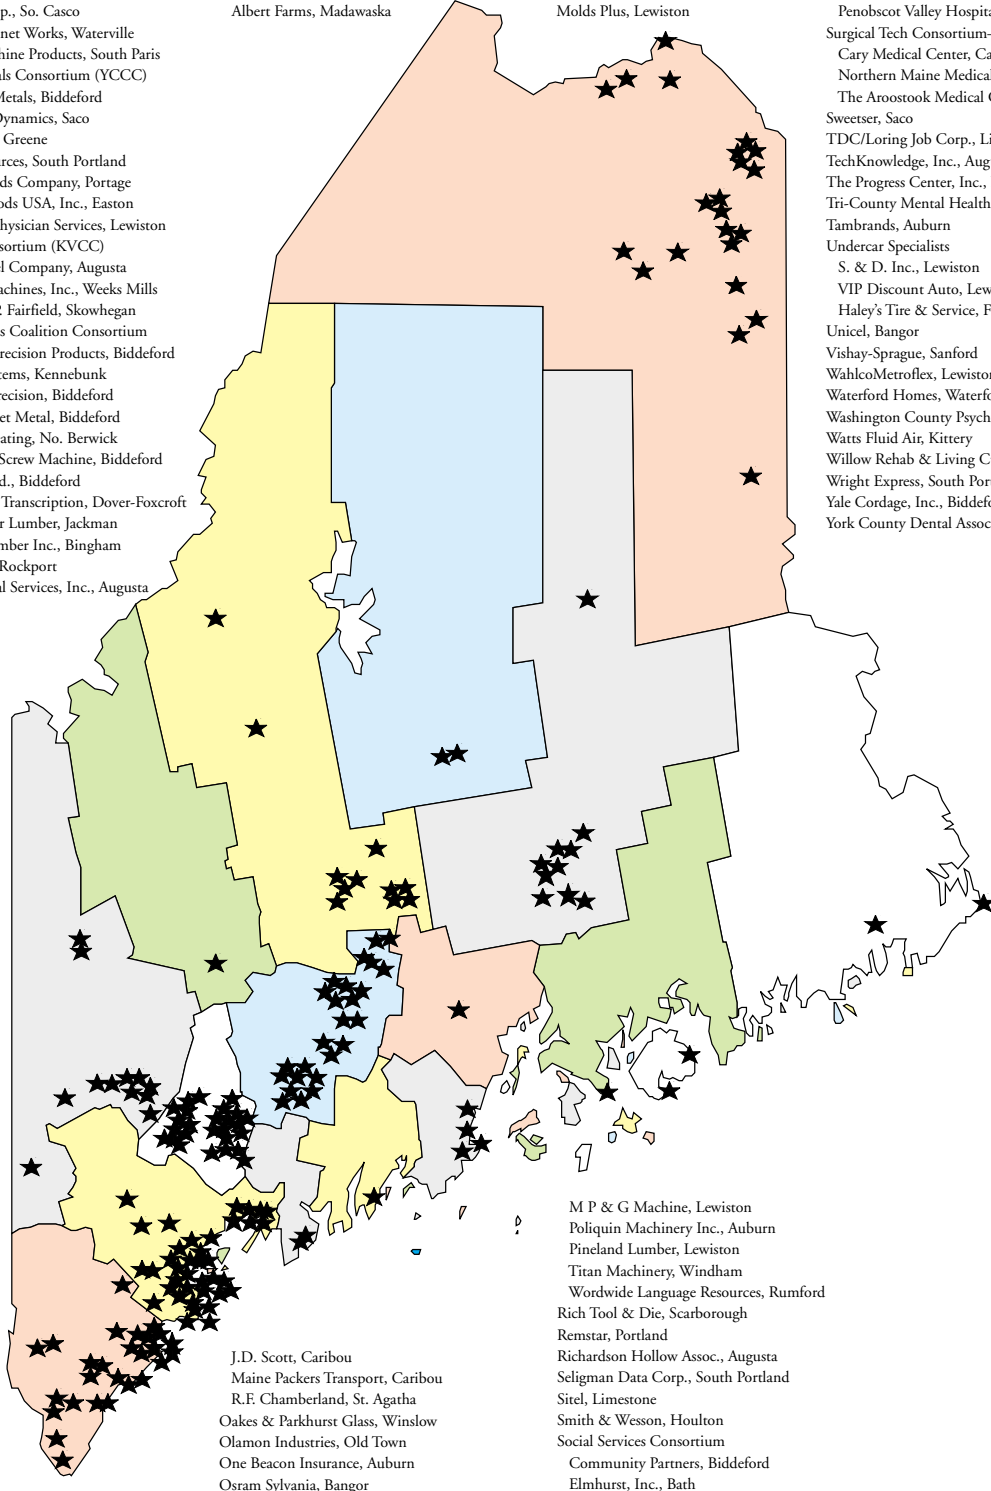 p., So. Casco
net Works, Waterville
hine Products, South Paris
als Consortium (YCCC)
Metals, Biddeford
Dynamics, Saco
Greene
rces, South Portland
ds Company, Portage
ods USA, Inc., Easton
Physician Services, Lewiston
sortium (KVCC)
el Company, Augusta
achines, Inc., Weeks Mills
Fairfield, Skowhegan
s Coalition Consortium
recision Products, Biddeford
tems, Kennebunk
recision, Biddeford
et Metal, Biddeford
ating, No. Berwick
Screw Machine, Biddeford
d., Biddeford
Transcription, Dover-Foxcroft
r Lumber, Jackman
mber Inc., Bingham
Rockport
al Services, Inc., Augusta
Albert Farms, Madawaska
Molds Plus, Lewiston
Penobscot Valley Hospita
Surgical Tech Consortium-
Cary Medical Center, Ca
Northern Maine Medical
The Aroostook Medical C
Sweetser, Saco
TDC/Loring Job Corp., Li
TechKnowledge, Inc., Aug
The Progress Center, Inc.,
Tri-County Mental Health
Tambrands, Auburn
Undercar Specialists
S. & D. Inc., Lewiston
VIP Discount Auto, Lew
Haley's Tire & Service, F
Unicel, Bangor
Vishay-Sprague, Sanford
WahlcoMetroflex, Lewiston
Waterford Homes, Waterfo
Washington County Psych
Watts Fluid Air, Kittery
Willow Rehab & Living C
Wright Express, South Port
Yale Cordage, Inc., Biddefo
York County Dental Assoc
J.D. Scott, Caribou
Maine Packers Transport, Caribou
R.F. Chamberland, St. Agatha
Oakes & Parkhurst Glass, Winslow
Olamon Industries, Old Town
One Beacon Insurance, Auburn
Osram Sylvania, Bangor
M P & G Machine, Lewiston
Poliquin Machinery Inc., Auburn
Pineland Lumber, Lewiston
Titan Machinery, Windham
Wordwide Language Resources, Rumford
Rich Tool & Die, Scarborough
Remstar, Portland
Richardson Hollow Assoc., Augusta
Seligman Data Corp., South Portland
Sitel, Limestone
Smith & Wesson, Houlton
Social Services Consortium
Community Partners, Biddeford
Elmhurst, Inc., Bath